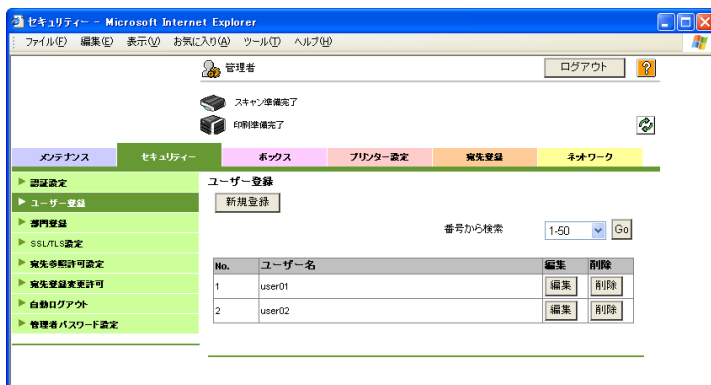 セキュリティー - Microsoft Internet Explorer
ファイル(F) 編集(E) 表示(V) お気に入り(A) ツール(T) ヘルプ(H)
管理者 ログアウト ?
スキャン準備完了
印刷準備完了
メンテナンス セキュリティー ボックス プリンター設定 宛先登録 ネットワーク
認証設定
ユーザー登録
部門登録
SSL/TLS設定
宛先参照許可設定
宛先登録変更許可
自動ログアウト
管理者パスワード設定
ユーザー登録
新規登録
番号から検索 1-50 Go
No. ユーザー名 編集 削除
1 user01 編集 削除
2 user02 編集 削除